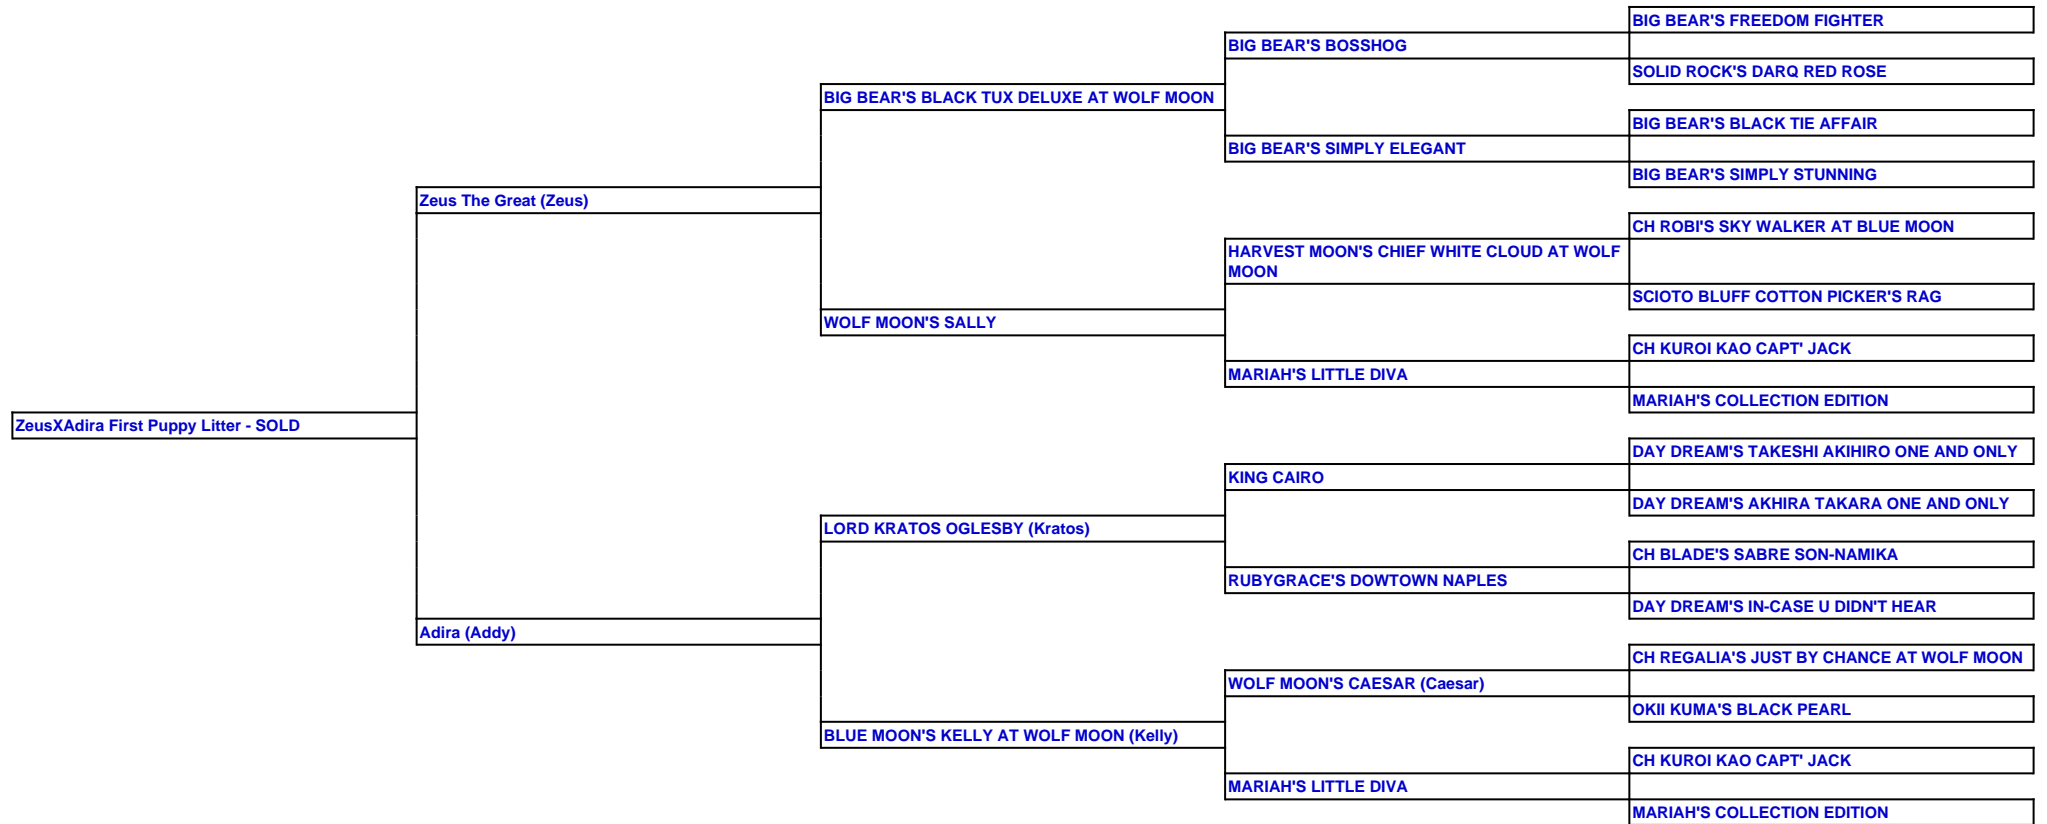 BIG BEAR'S FREEDOM FIGHTER
BIG BEAR'S BOSSHOG
SOLID ROCK'S DARQ RED ROSE
BIG BEAR'S BLACK TUX DELUXE AT WOLF MOON
BIG BEAR'S BLACK TIE AFFAIR
BIG BEAR'S SIMPLY ELEGANT
BIG BEAR'S SIMPLY STUNNING
Zeus The Great (Zeus)
CH ROBI'S SKY WALKER AT BLUE MOON
HARVEST MOON'S CHIEF WHITE CLOUD AT WOLF
MOON
SCIOTO BLUFF COTTON PICKER'S RAG
WOLF MOON'S SALLY
CH KUROI KAO CAPT' JACK
MARIAH'S LITTLE DIVA
MARIAH'S COLLECTION EDITION
ZeusXAdira First Puppy Litter - SOLD
DAY DREAM'S TAKESHI AKIHIRO ONE AND ONLY
KING CAIRO
DAY DREAM'S AKHIRA TAKARA ONE AND ONLY
LORD KRATOS OGLESBY (Kratos)
CH BLADE'S SABRE SON-NAMIKA
RUBYGRACE'S DOWTOWN NAPLES
DAY DREAM'S IN-CASE U DIDN'T HEAR
Adira (Addy)
CH REGALIA'S JUST BY CHANCE AT WOLF MOON
WOLF MOON'S CAESAR (Caesar)
OKII KUMA'S BLACK PEARL
BLUE MOON'S KELLY AT WOLF MOON (Kelly)
CH KUROI KAO CAPT' JACK
MARIAH'S LITTLE DIVA
MARIAH'S COLLECTION EDITION